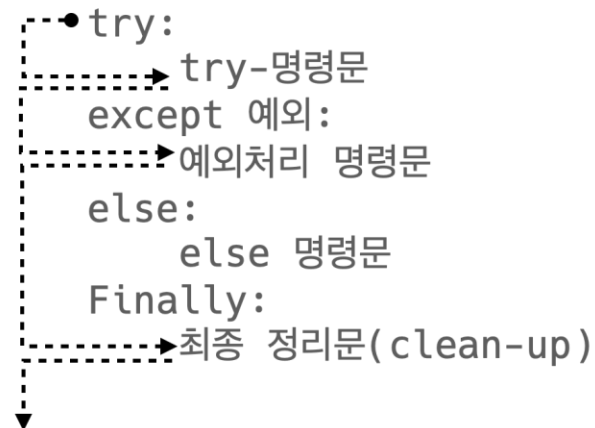 try:
try-명령문
except 예외:
예외처리 명령문
else:
else 명령문
Finally:
최종 정리문(clean-up)